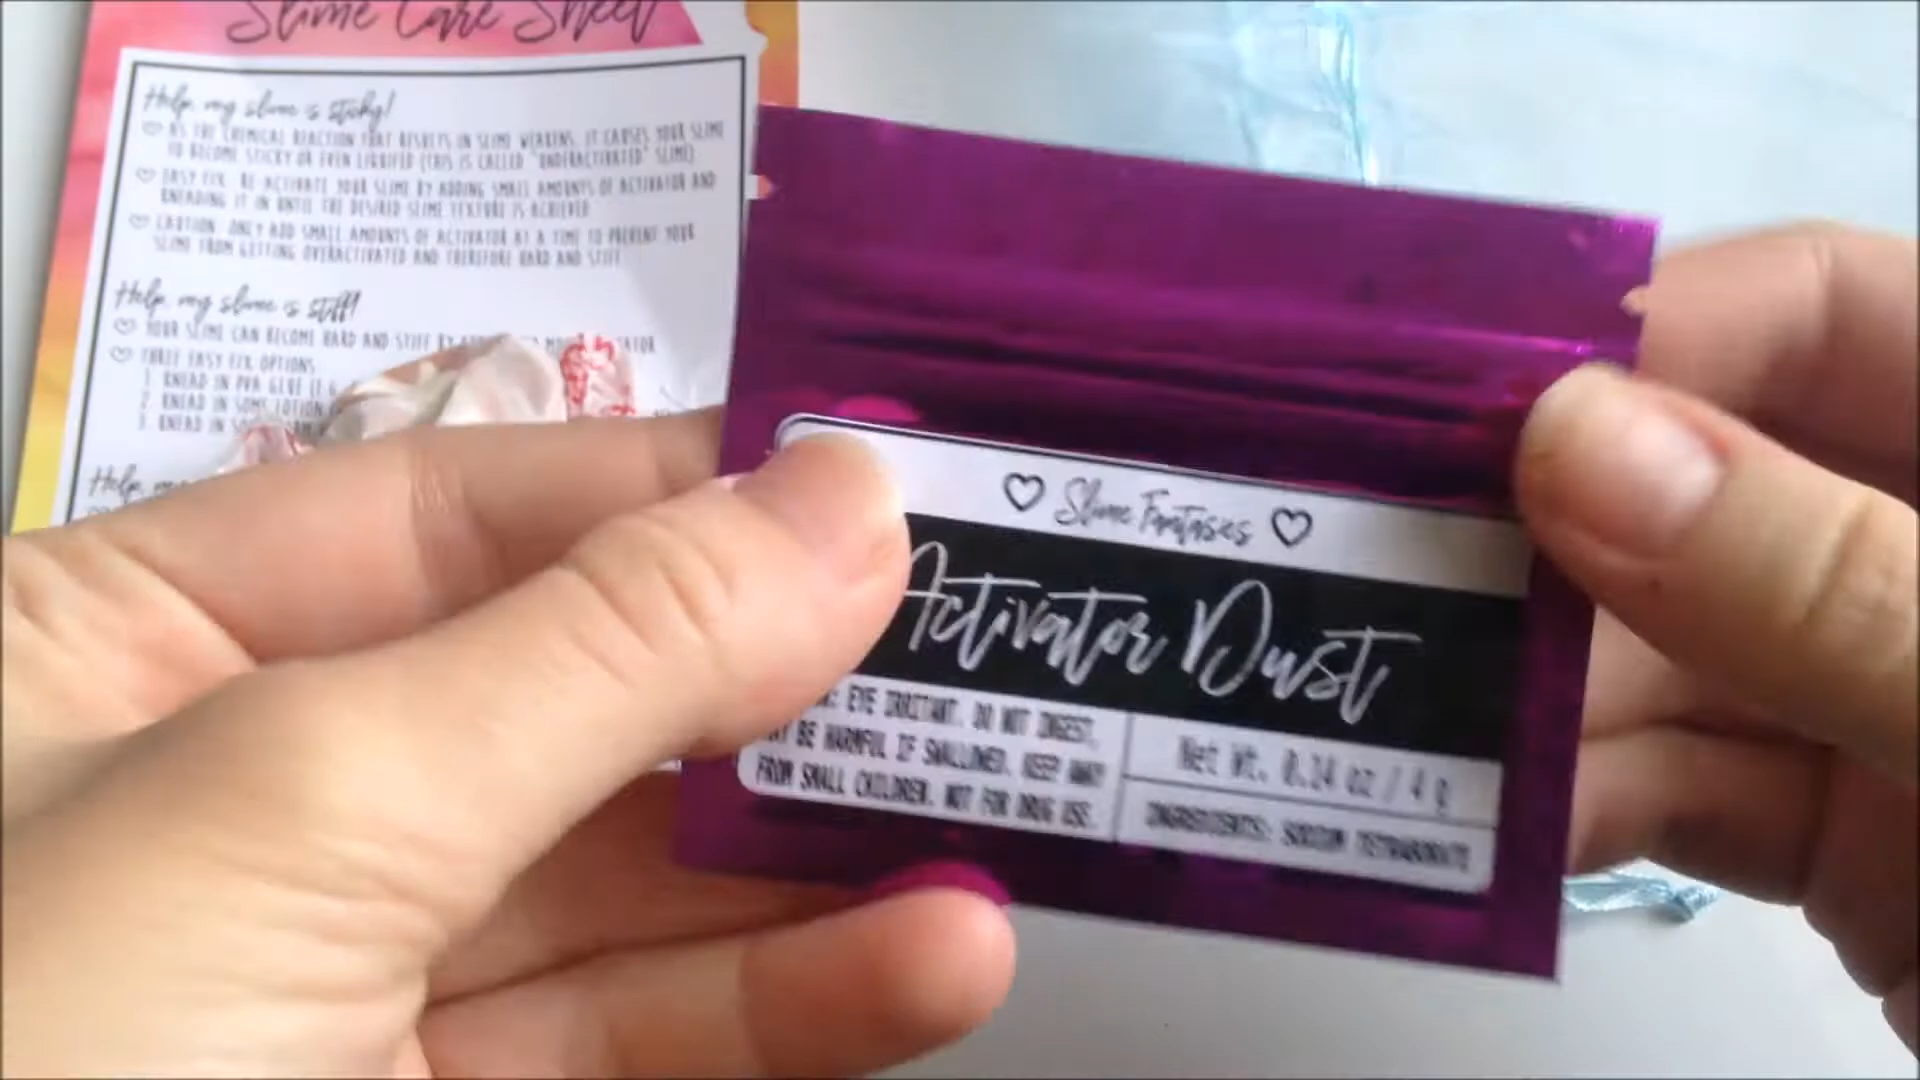 Slime Care Sheet
Help, my slime is sticky!
AS THE CHEMICAL REACTION THAT RESULTS IN SLIME WEAKENS, IT CAUSES YOUR SLIME
TO BECOME STICKY OR EVEN LIQUIFED (THIS IS CALLED "UNDERACTIVATED" SLIME)
EASY FIX: RE-ACTIVATE YOUR SLIME BY ADDING SMALL AMOUNTS OF ACTIVATOR AND
KNEADING IT IN UNTIL THE DESIRED SLIME TEXTURE IS ACHIEVED
CAUTION: ONLY ADD SMALL AMOUNTS OF ACTIVATOR AT A TIME TO PREVENT YOUR
SLIME FROM GETTING OVERACTIVATED AND THEREFORE HARD AND STIFF
Help, my slime is stiff!
YOUR SLIME CAN BECOME HARD AND STIFF BY
THREE EASY FIX OPTIONS:
1. KNEAD IN PVA GLUE
2. KNEAD IN SOME LOTION
3. KNEAD IN
Help,
♡ Slime Fantasies ♡
Activator Dust
EYE IRRITANT. DO NOT INGEST.
BE HARMFUL IF SWALLOWED. KEEP AWAY
FROM SMALL CHILDREN. NOT FOR DRUG USE.
Net Wt. 0.14 oz / 4 g
INGREDIENTS: SODIUM TETRABORATE